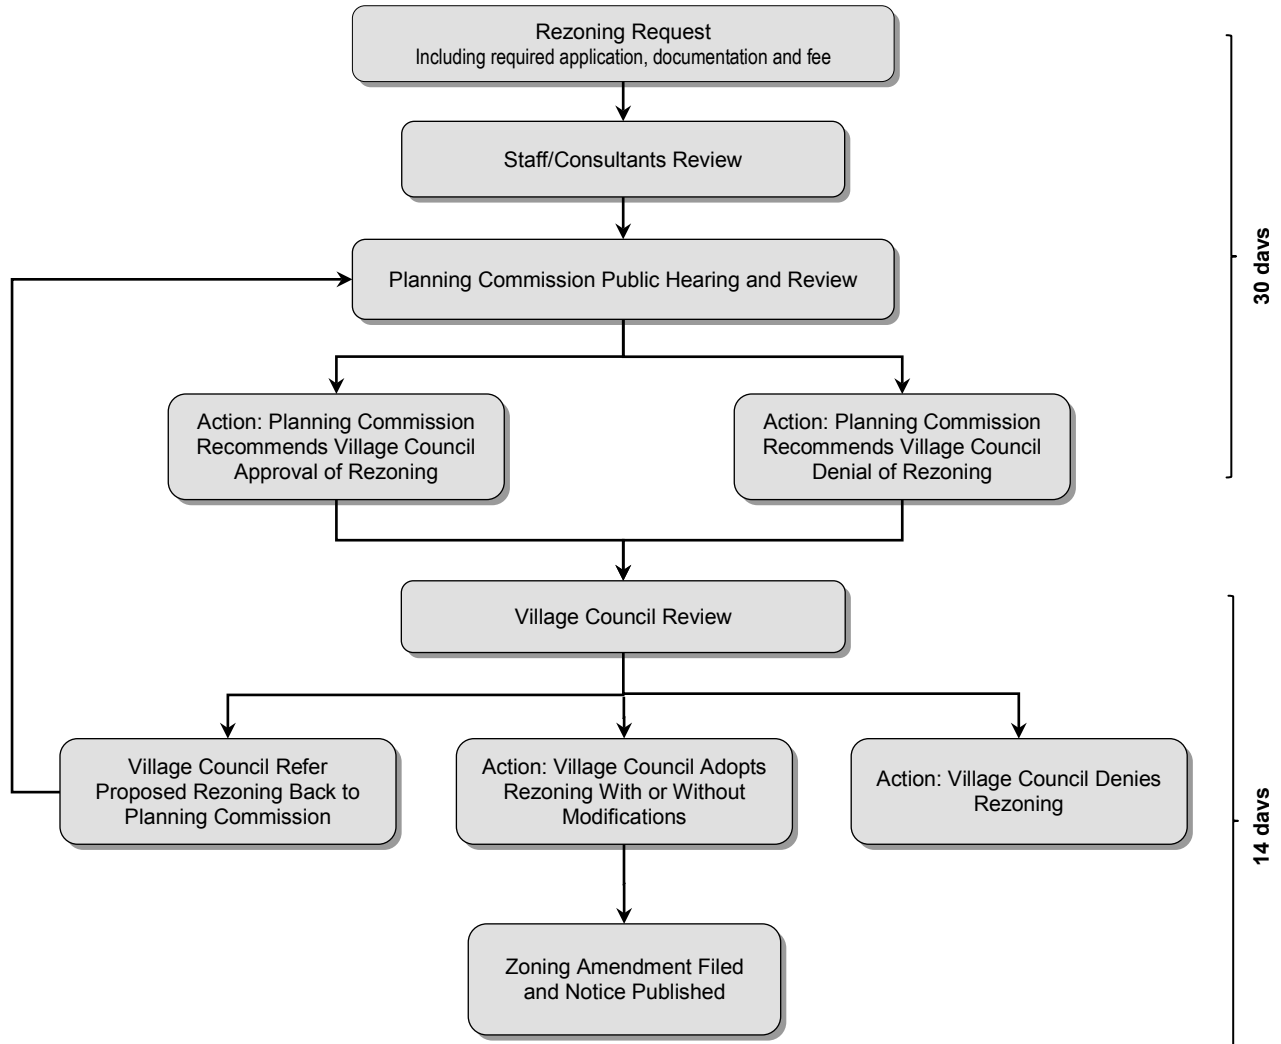 Rezoning Request
Including required application, documentation and fee
Staff/Consultants Review
Planning Commission Public Hearing and Review
30 days
Action: Planning Commission
Recommends Village Council
Approval of Rezoning
Action: Planning Commission
Recommends Village Council
Denial of Rezoning
Village Council Review
Village Council Refer
Proposed Rezoning Back to
Planning Commission
Action: Village Council Adopts
Rezoning With or Without
Modifications
Action: Village Council Denies
Rezoning
14 days
Zoning Amendment Filed
and Notice Published